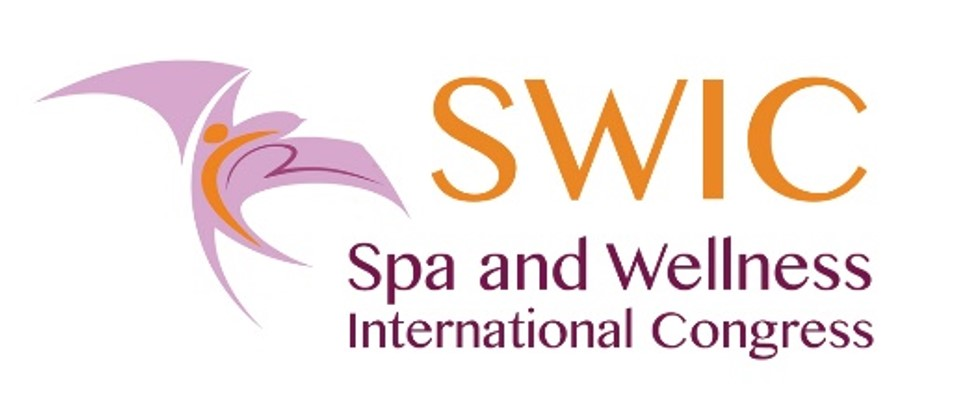 SWIC
Spa and Wellness
International Congress